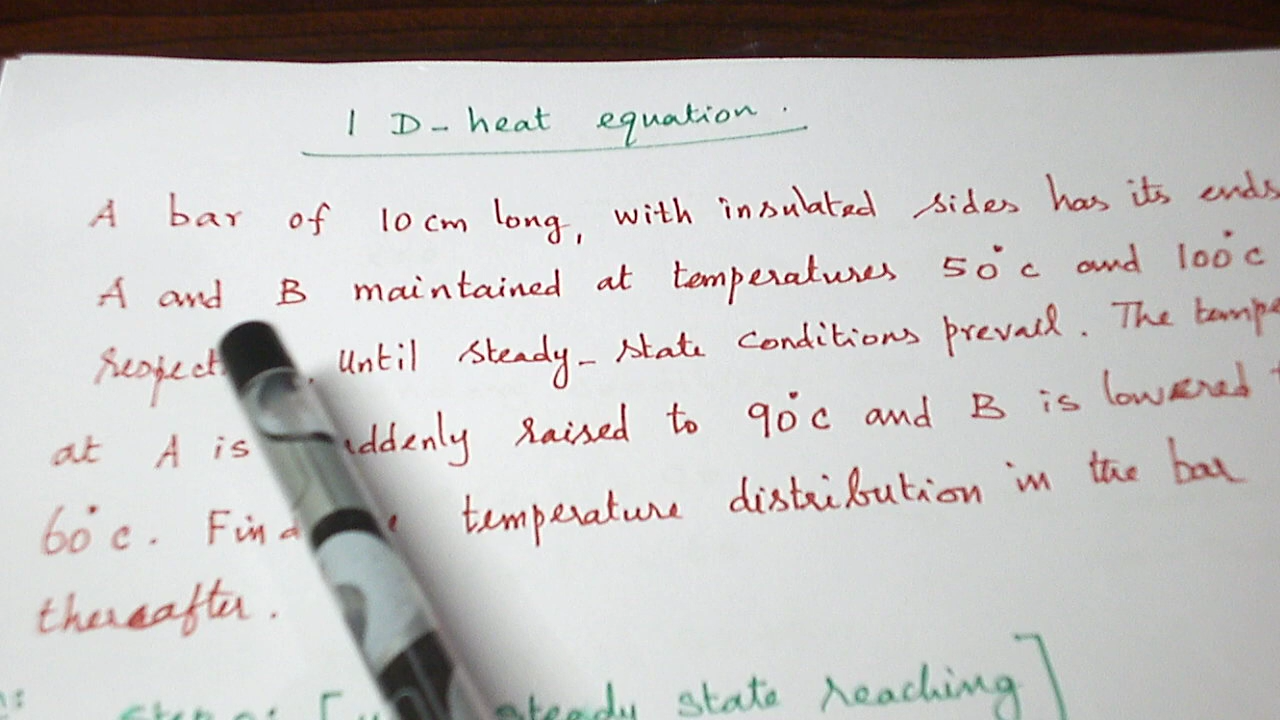 1 D-heat equation.
A bar of 10 cm long, with insulated sides has its ends
A and B maintained at temperatures 50°c and 100°c
until steady-state conditions prevail. The
at A is raised to 90°c and B is lowered
60°c. temperature distribution in the bar
thereafter.
steady state reaching]